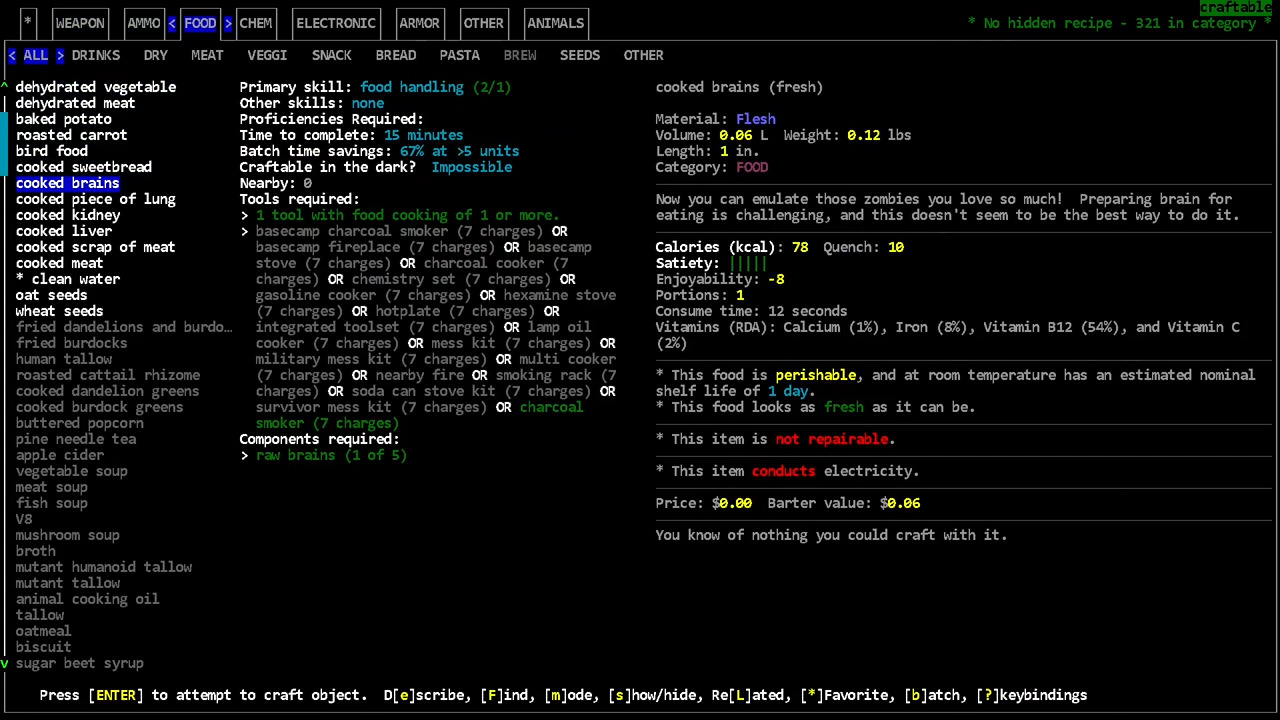 craftable
* WEAPON AMMO < FOOD > CHEM ELECTRONIC ARMOR OTHER ANIMALS
* No hidden recipe - 321 in category *
< ALL > DRINKS DRY MEAT VEGGI SNACK BREAD PASTA BREW SEEDS OTHER
^ dehydrated vegetable
dehydrated meat
baked potato
roasted carrot
bird food
cooked sweetbread
cooked brains
cooked piece of lung
cooked kidney
cooked liver
cooked scrap of meat
cooked meat
* clean water
oat seeds
wheat seeds
fried dandelions and burdo…
fried burdocks
human tallow
roasted cattail rhizome
cooked dandelion greens
cooked burdock greens
buttered popcorn
pine needle tea
apple cider
vegetable soup
meat soup
fish soup
V8
mushroom soup
broth
mutant humanoid tallow
mutant tallow
animal cooking oil
tallow
oatmeal
biscuit
v sugar beet syrup
Primary skill: food handling (2/1)
Other skills: none
Proficiencies Required:
Time to complete: 15 minutes
Batch time savings: 67% at >5 units
Craftable in the dark? Impossible
Nearby: 0
Tools required:
> 1 tool with food cooking of 1 or more.
> basecamp charcoal smoker (7 charges) OR
basecamp fireplace (7 charges) OR basecamp
stove (7 charges) OR charcoal cooker (7
charges) OR chemistry set (7 charges) OR
gasoline cooker (7 charges) OR hexamine stove
(7 charges) OR hotplate (7 charges) OR
integrated toolset (7 charges) OR lamp oil
cooker (7 charges) OR mess kit (7 charges) OR
military mess kit (7 charges) OR multi cooker
(7 charges) OR nearby fire OR smoking rack (7
charges) OR soda can stove kit (7 charges) OR
survivor mess kit (7 charges) OR charcoal
smoker (7 charges)
Components required:
> raw brains (1 of 5)
cooked brains (fresh)
Material: Flesh
Volume: 0.06 L Weight: 0.12 lbs
Length: 1 in.
Category: FOOD
Now you can emulate those zombies you love so much! Preparing brain for
eating is challenging, and this doesn't seem to be the best way to do it.
Calories (kcal): 78 Quench: 10
Satiety: |||||
Enjoyability: -8
Portions: 1
Consume time: 12 seconds
Vitamins (RDA): Calcium (1%), Iron (8%), Vitamin B12 (54%), and Vitamin C
(2%)
* This food is perishable, and at room temperature has an estimated nominal
shelf life of 1 day.
* This food looks as fresh as it can be.
* This item is not repairable.
* This item conducts electricity.
Price: $0.00 Barter value: $0.06
You know of nothing you could craft with it.
Press [ENTER] to attempt to craft object. D[e]scribe, [F]ind, [m]ode, [s]how/hide, Re[L]ated, [*]Favorite, [b]atch, [?]keybindings